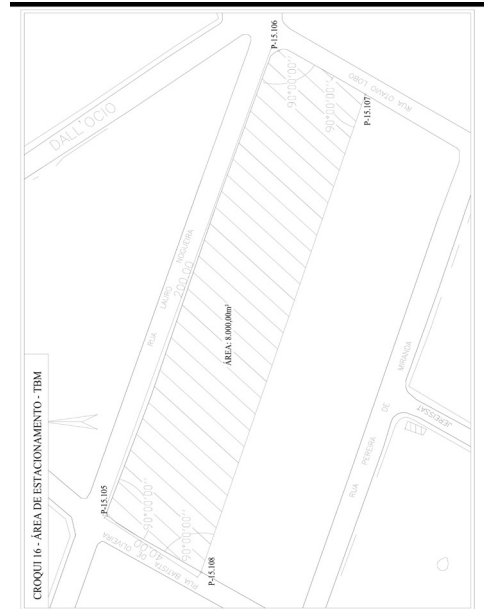 CROQUI 16 - ÁREA DE ESTACIONAMENTO - TBM
DALL'OCIO
P-15.106
RUA OTAVIO LOBO
90°00'00"
90°00'00"
P-15.107
RUA LAURO NOGUEIRA
200.00
ÁREA: 8.000,00m²
RUA PEREIRA DE MIRANDA
JEREISSAT
P-15.105
90°00'00"
90°00'00"
40.00
RUA BATISTA DE OLIVEIRA
P-15.108